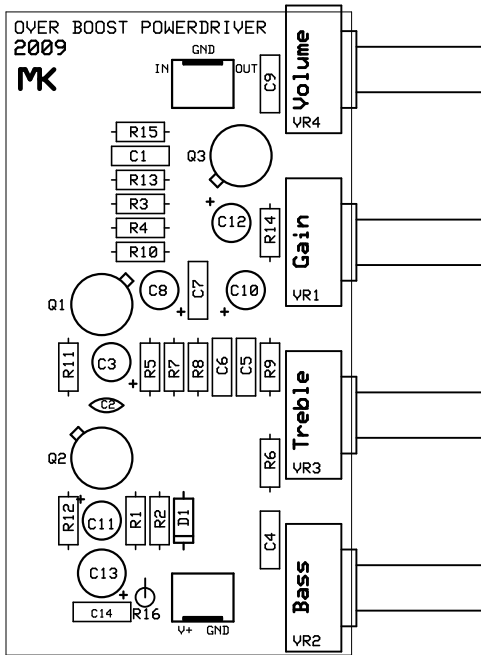 OVER BOOST POWERDRIVER
2009
MK
GND
IN
OUT
C9
Volume
VR4
R15
C1
Q3
R13
R3
R4
R10
C12
R14
Gain
VR1
Q1
C8
C7
C10
R11
C3
R5
R7
R8
C6
C5
R9
C2
Treble
VR3
Q2
R6
R12
C11
R1
R2
D1
C4
C13
C14
R16
V+
GND
Bass
VR2